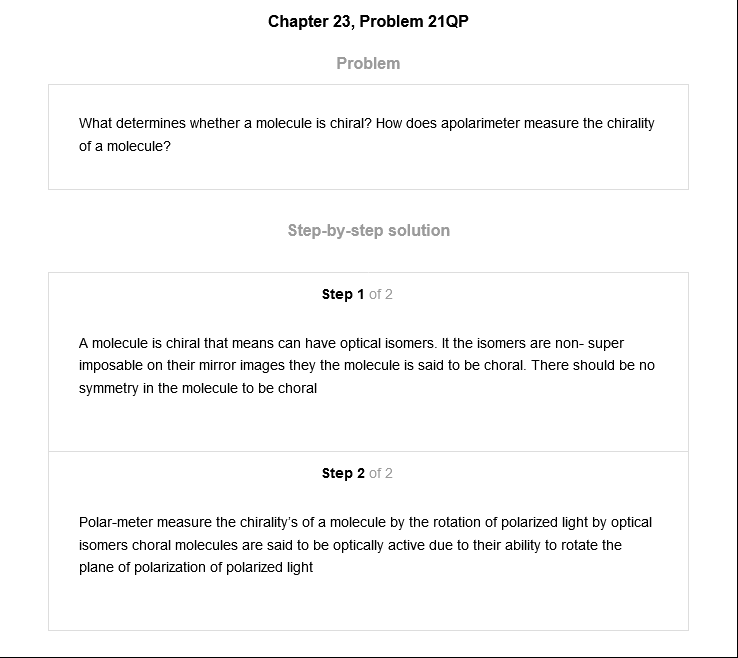 Chapter 23, Problem 21QP
Problem
What determines whether a molecule is chiral? How does apolarimeter measure the chirality
of a molecule?
Step-by-step solution
Step 1 of 2
A molecule is chiral that means can have optical isomers. It the isomers are non- super
imposable on their mirror images they the molecule is said to be choral. There should be no
symmetry in the molecule to be choral
Step 2 of 2
Polar-meter measure the chirality's of a molecule by the rotation of polarized light by optical
isomers choral molecules are said to be optically active due to their ability to rotate the
plane of polarization of polarized light